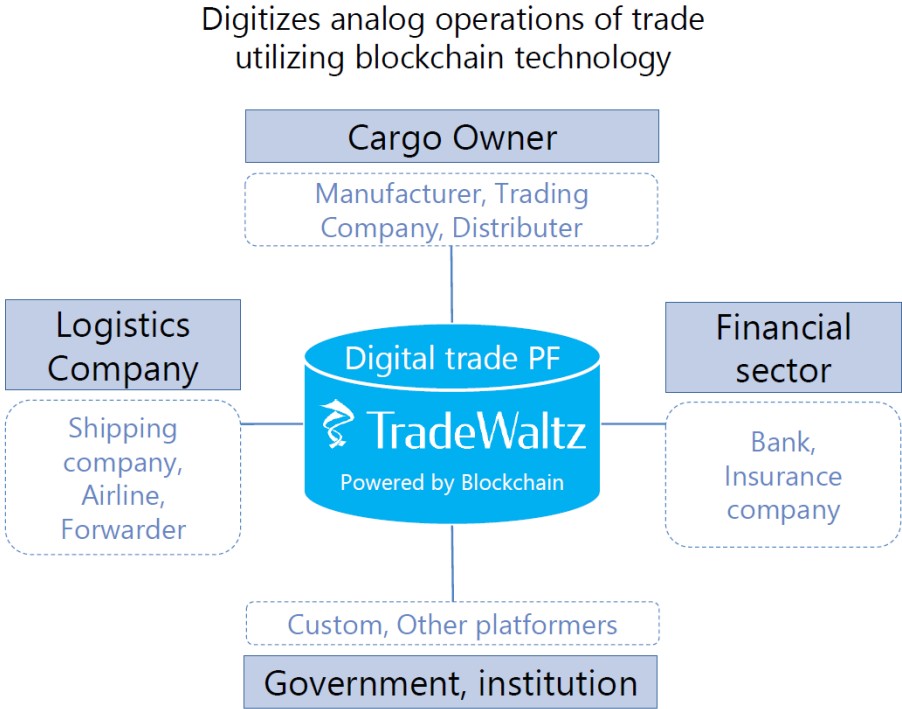 Digitizes analog operations of trade
utilizing blockchain technology
Cargo Owner
Manufacturer, Trading
Company, Distributer
Logistics
Company
Shipping
company,
Airline,
Forwarder
Digital trade PF
TradeWaltz
Powered by Blockchain
Financial
sector
Bank,
Insurance
company
Custom, Other platformers
Government, institution